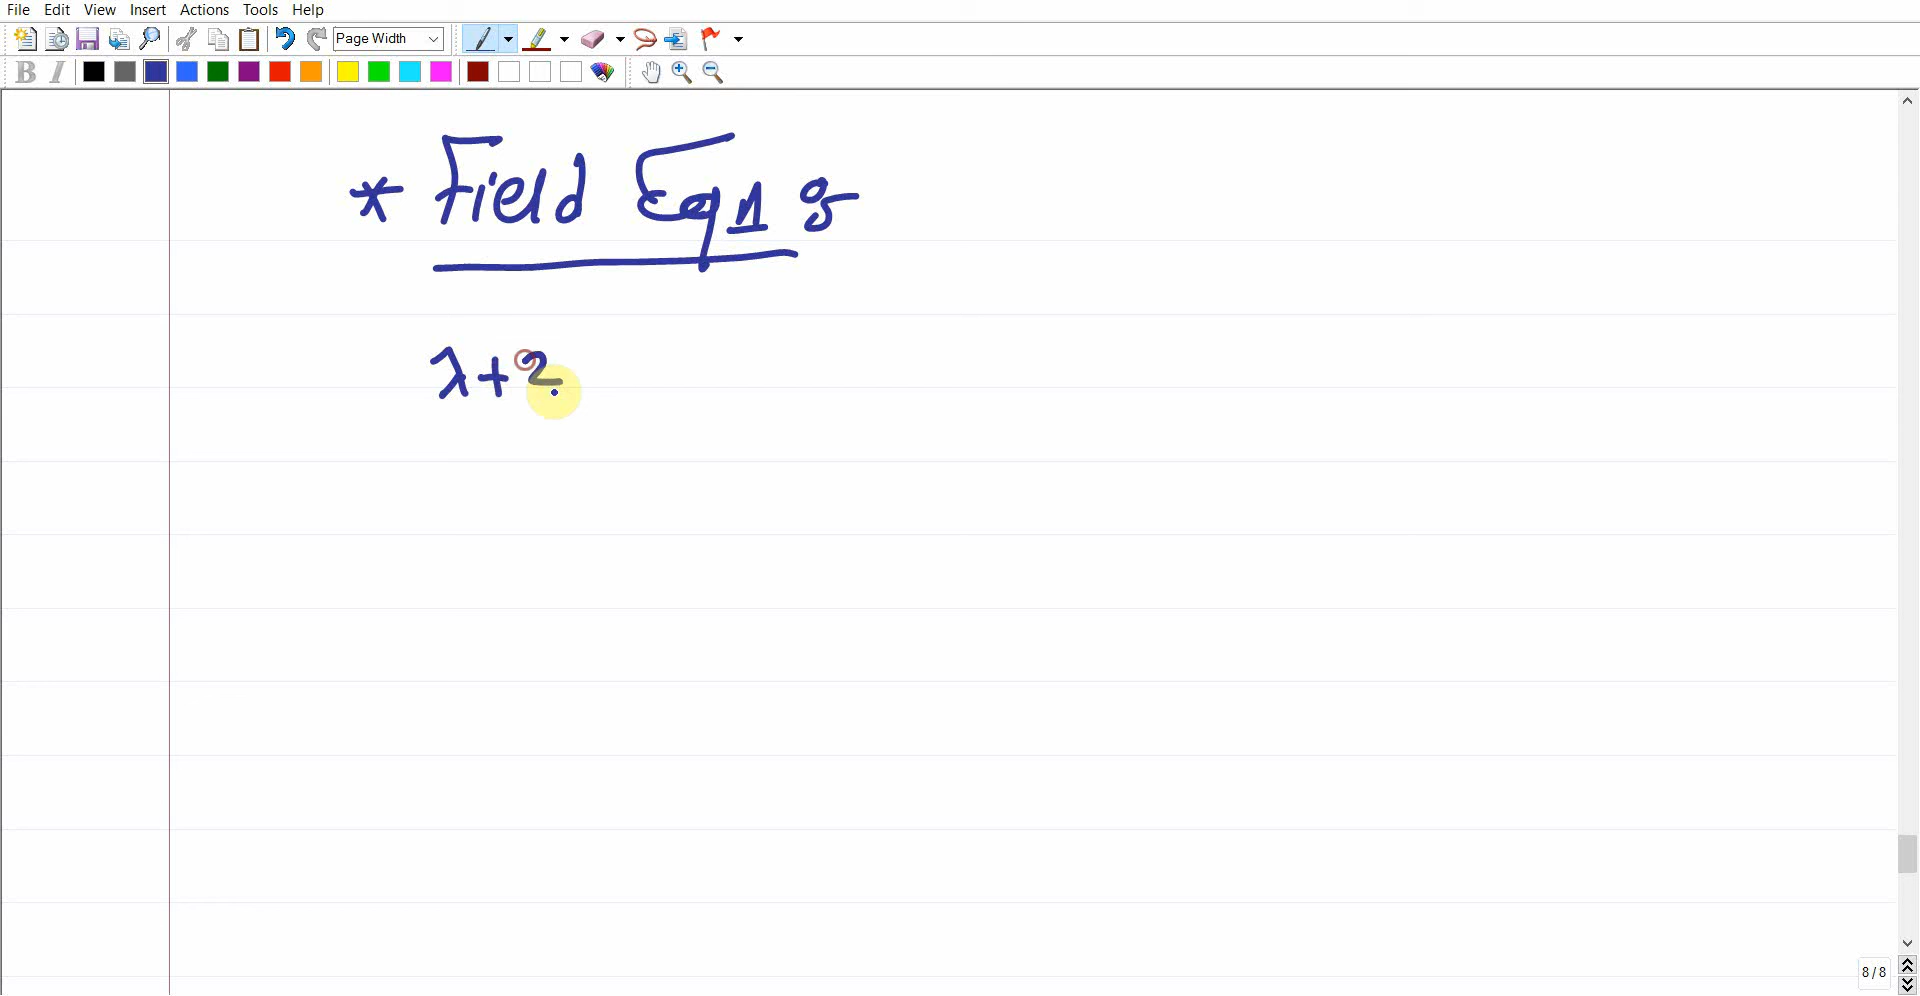 File Edit View Insert Actions Tools Help
Page Width
B I
* Field Eqn
λ+2
8 / 8